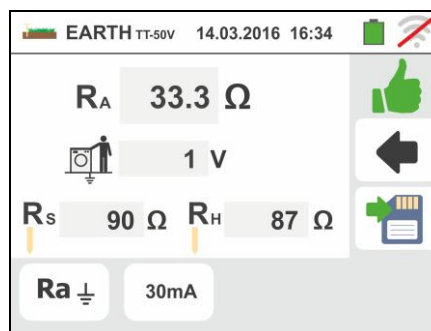 EARTH TT-50V 14.03.2016 16:34
RA 33.3 Ω
1 V
RS 90 Ω RH 87 Ω
Ra 30mA